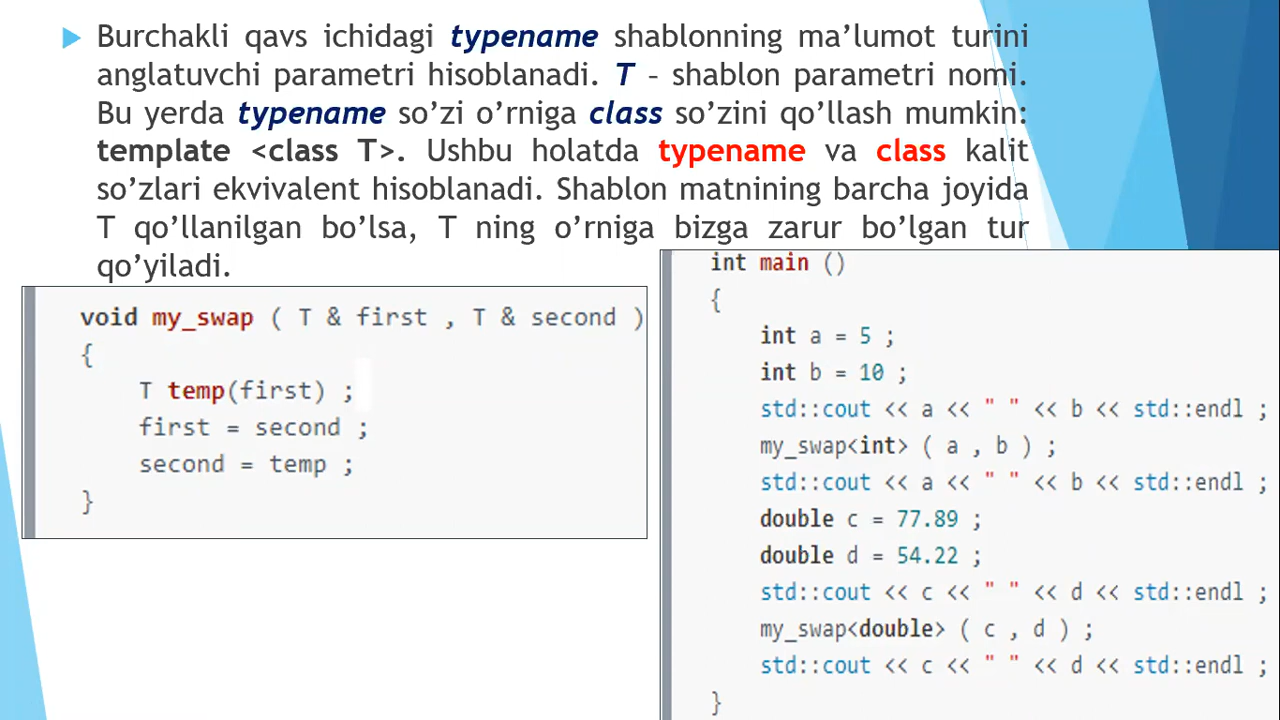 Burchakli qavs ichidagi typename shablonning ma’lumot turini
anglatuvchi parametri hisoblanadi. T – shablon parametri nomi.
Bu yerda typename so’zi o’rniga class so’zini qo’llash mumkin:
template <class T>. Ushbu holatda typename va class kalit
so’zlari ekvivalent hisoblanadi. Shablon matnining barcha joyida
T qo’llanilgan bo’lsa, T ning o’rniga bizga zarur bo’lgan tur
qo’yiladi.
void my_swap ( T & first , T & second )
{
T temp(first) ;
first = second ;
second = temp ;
}
int main ()
{
int a = 5 ;
int b = 10 ;
std::cout << a << " " << b << std::endl ;
my_swap<int> ( a , b ) ;
std::cout << a << " " << b << std::endl ;
double c = 77.89 ;
double d = 54.22 ;
std::cout << c << " " << d << std::endl ;
my_swap<double> ( c , d ) ;
std::cout << c << " " << d << std::endl ;
}